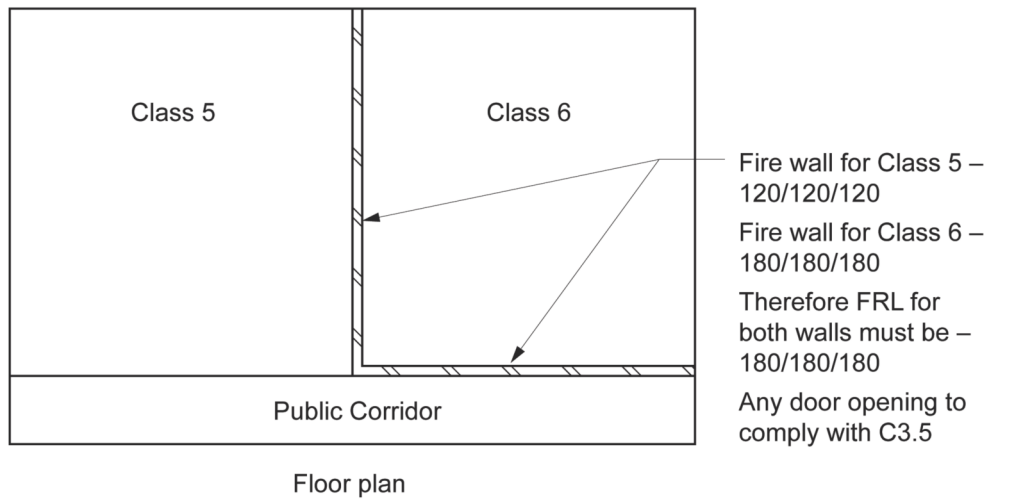 Class 5
Class 6
Fire wall for Class 5 –
120/120/120
Fire wall for Class 6 –
180/180/180
Therefore FRL for
both walls must be –
180/180/180
Any door opening to
comply with C3.5
Public Corridor
Floor plan